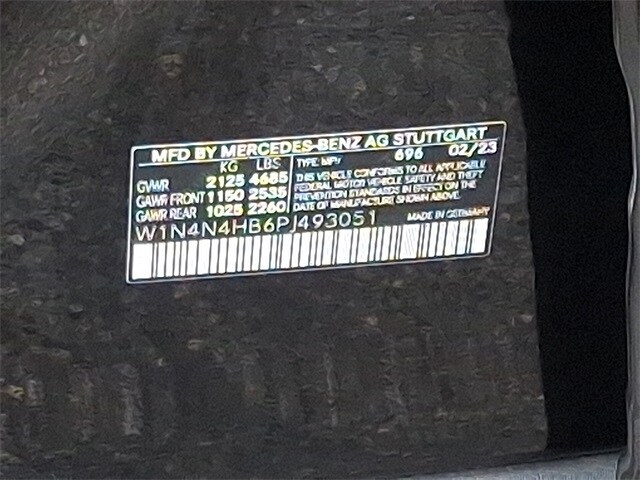 MFD BY MERCEDES-BENZ AG STUTTGART
KG LBS TYPE: MPV 696 02/23
GVWR 2125 4685
GAWR FRONT 1150 2535
GAWR REAR 1025 2260
THIS VEHICLE CONFORMS TO ALL APPLICABLE
FEDERAL MOTOR VEHICLE SAFETY AND THEFT
PREVENTION STANDARDS IN EFFECT ON THE
DATE OF MANUFACTURE SHOWN ABOVE.
W1N4N4HB6PJ493051 MADE IN GERMANY